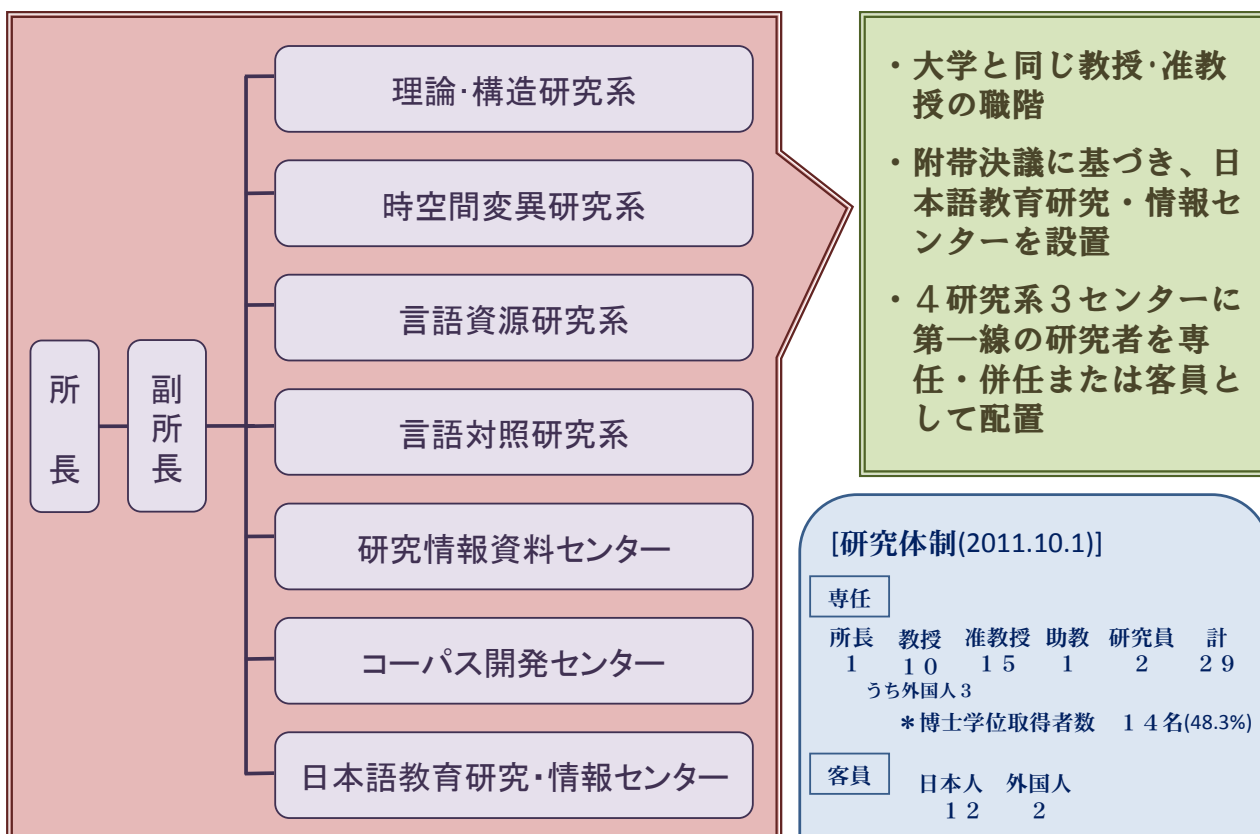 所長
副所長
理論·構造研究系
時空間変異研究系
言語資源研究系
言語対照研究系
研究情報資料センター
コーパス開発センター
日本語教育研究・情報センター
・大学と同じ教授·准教
授の職階
・附帯決議に基づき、日
本語教育研究・情報セ
ンターを設置
・４研究系３センターに
第一線の研究者を専
任・併任または客員と
して配置
[研究体制(2011.10.1)]
専任
所長 教授 准教授 助教 研究員 計
１ １０ １５ １ ２ ２９
うち外国人３
＊博士学位取得者数 １４名(48.3%)
客員
日本人 外国人
１２ ２